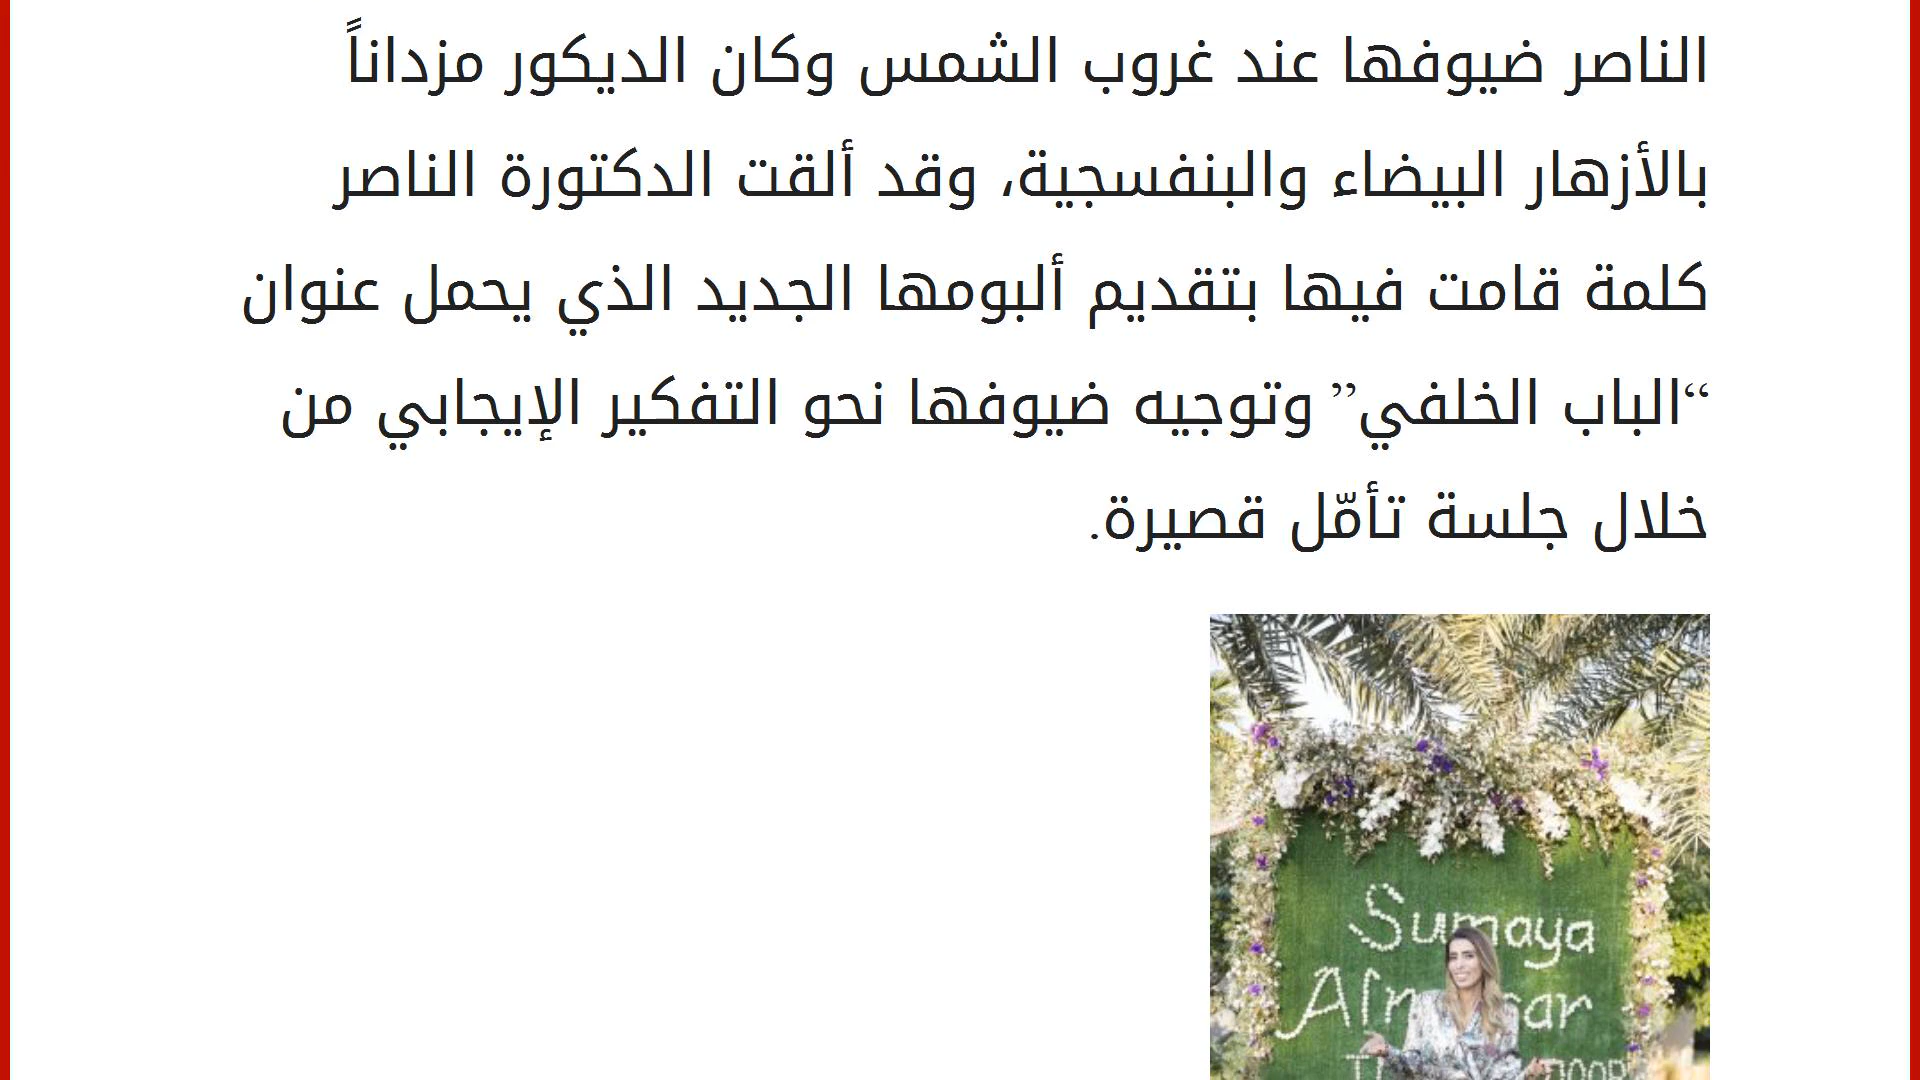 الناصر ضيوفها عند غروب الشمس وكان الديكور مزداناً
بالأزهار البيضاء والبنفسجية، وقد ألقت الدكتورة الناصر
كلمة قامت فيها بتقديم ألبومها الجديد الذي يحمل عنوان
“الباب الخلفي” وتوجيه ضيوفها نحو التفكير الإيجابي من
خلال جلسة تأمّل قصيرة.
Sumaya